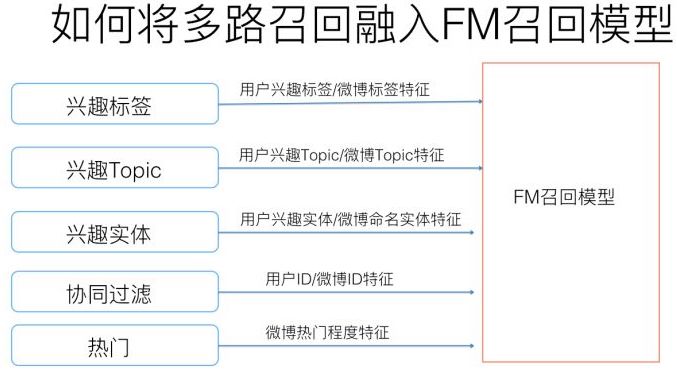 如何将多路召回融入FM召回模型
兴趣标签
用户兴趣标签/微博标签特征
兴趣Topic
用户兴趣Topic/微博Topic特征
FM召回模型
兴趣实体
用户兴趣实体/微博命名实体特征
协同过滤
用户ID/微博ID特征
热门
微博热门程度特征